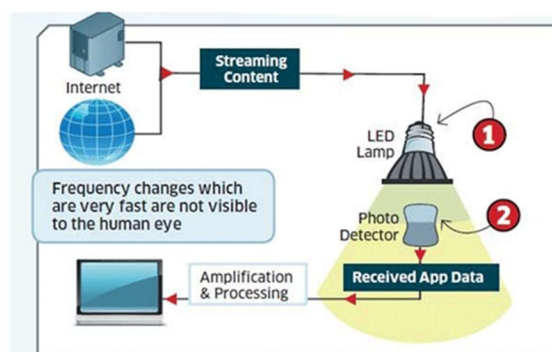 Streaming
Content
Internet
LED
Lamp
1
Frequency changes which
are very fast are not visible
to the human eye
Photo
Detector
2
Received App Data
Amplification
& Processing